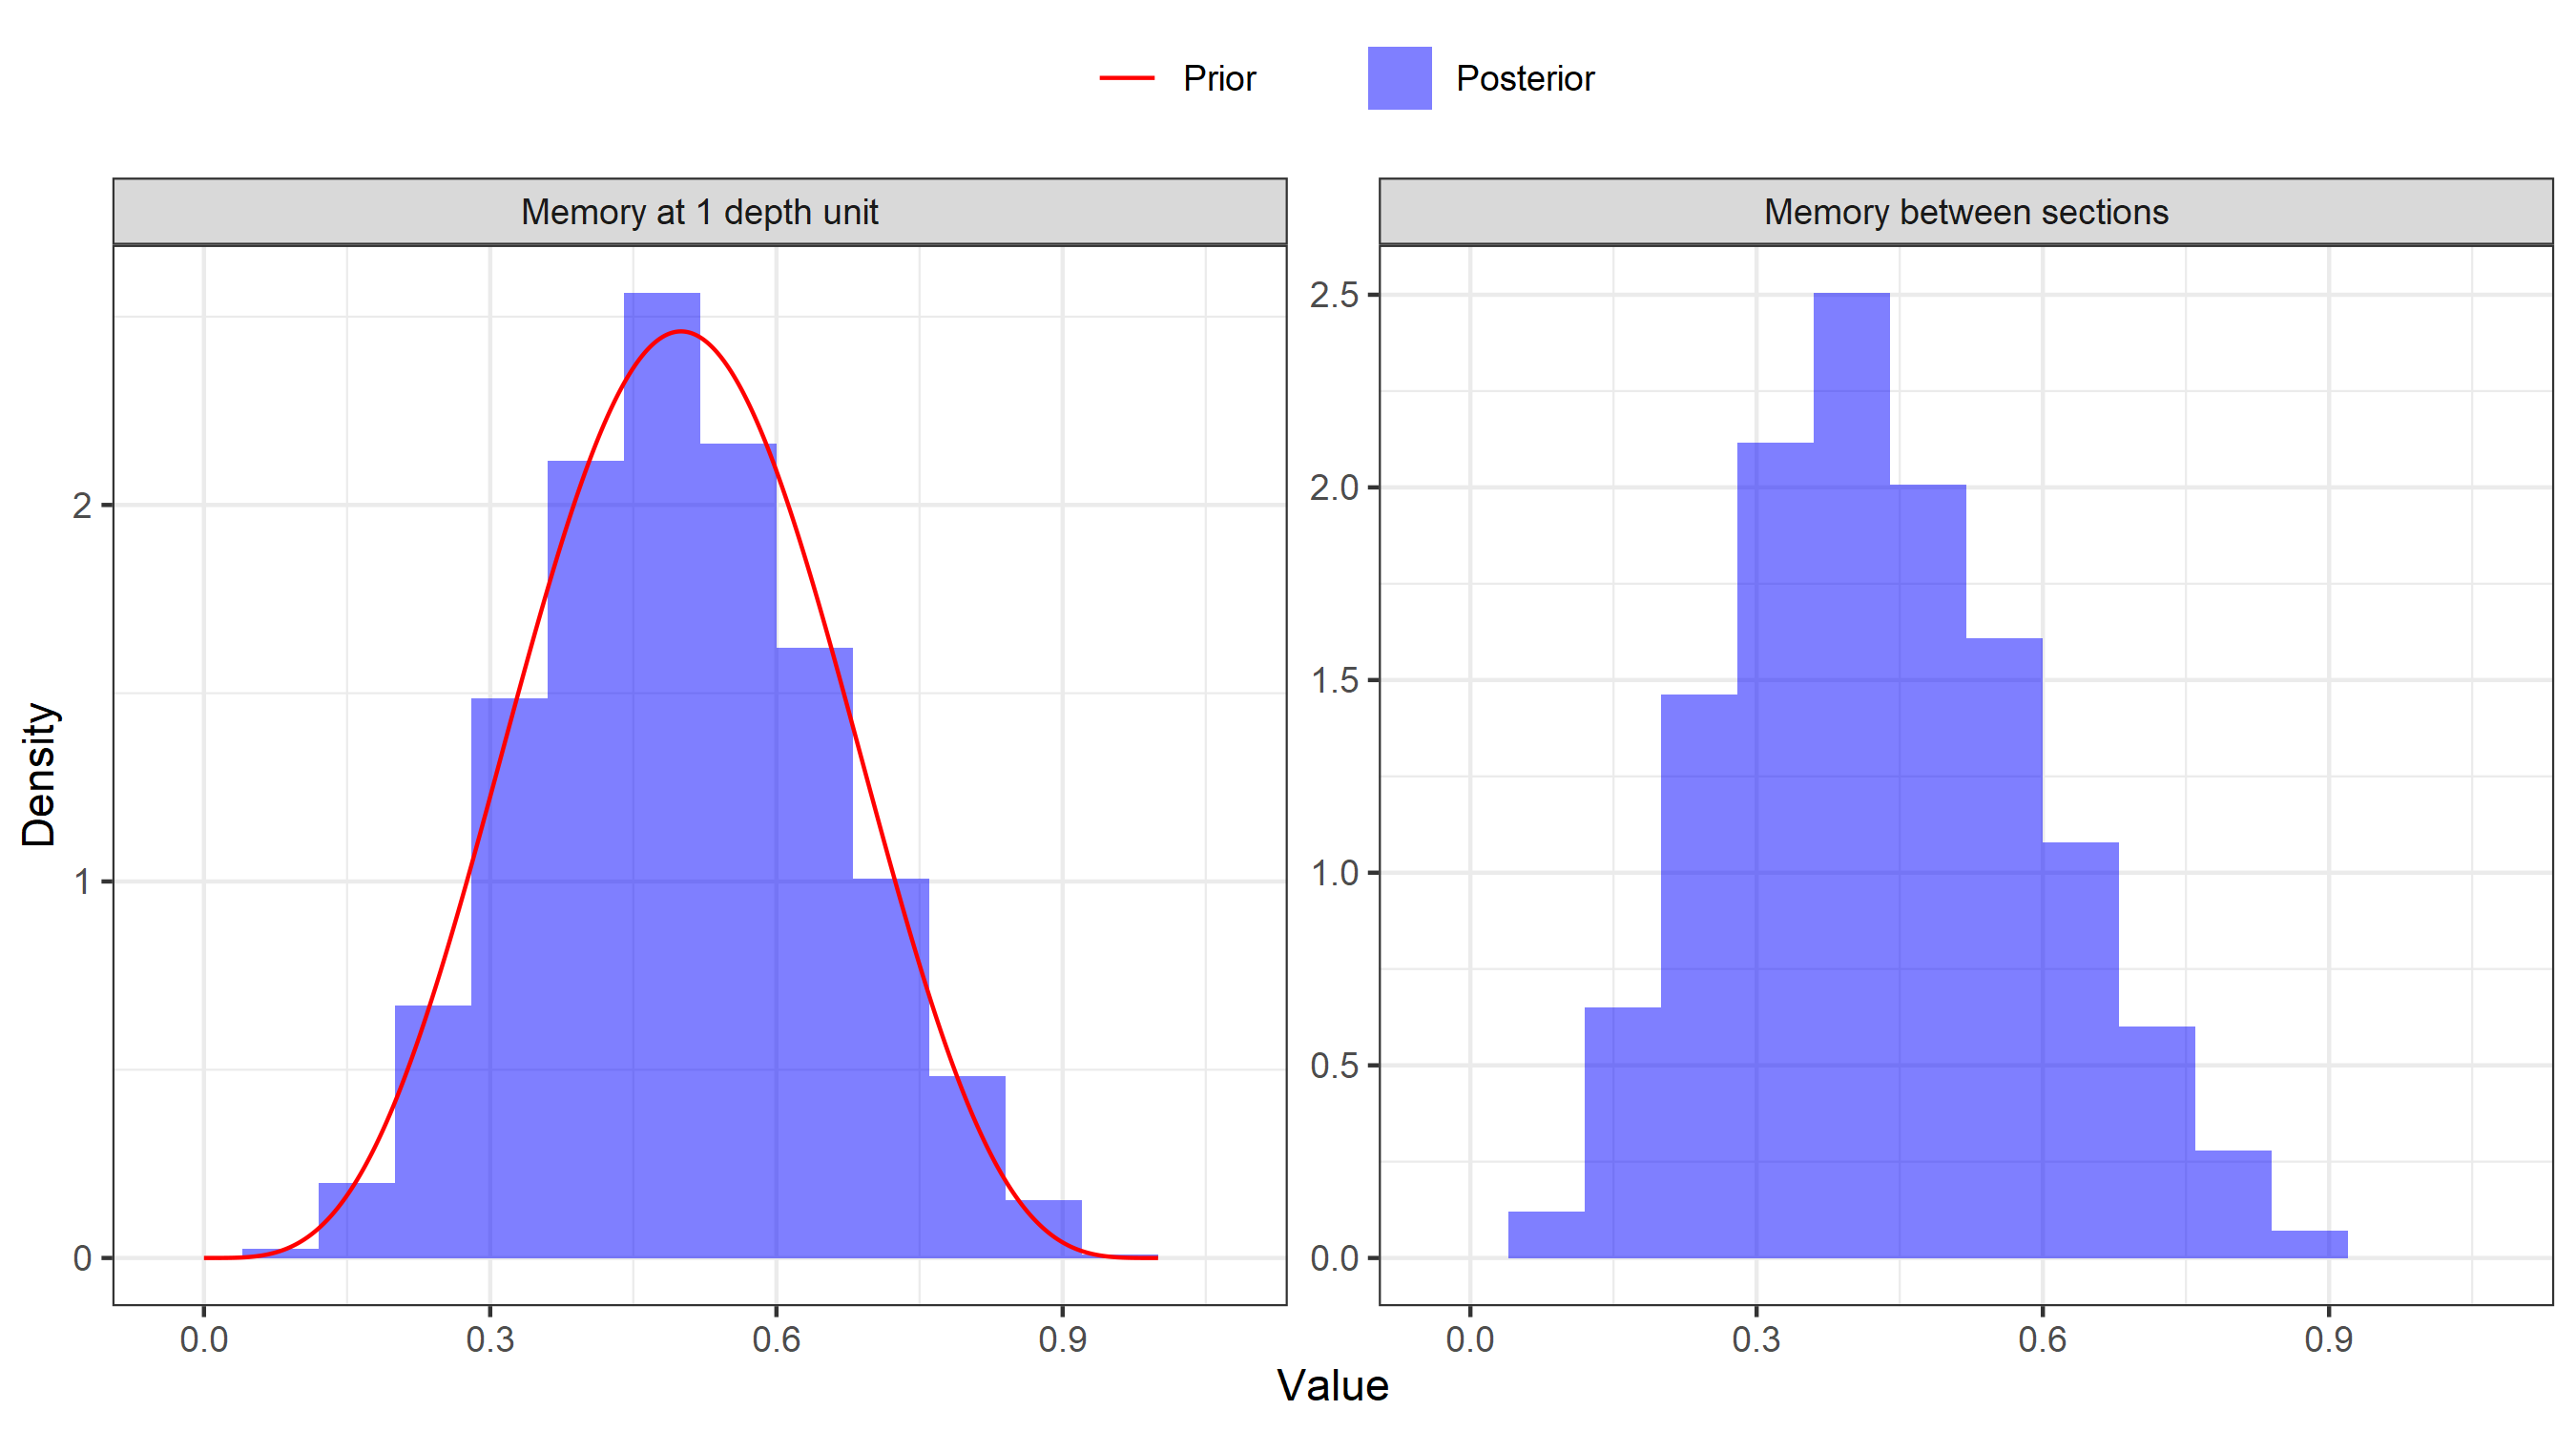 Prior
Posterior
Memory at 1 depth unit
Memory between sections
Density
2
1
0
2.5
2.0
1.5
1.0
0.5
0.0
0.0 0.3 0.6 0.9
0.0 0.3 0.6 0.9
Value